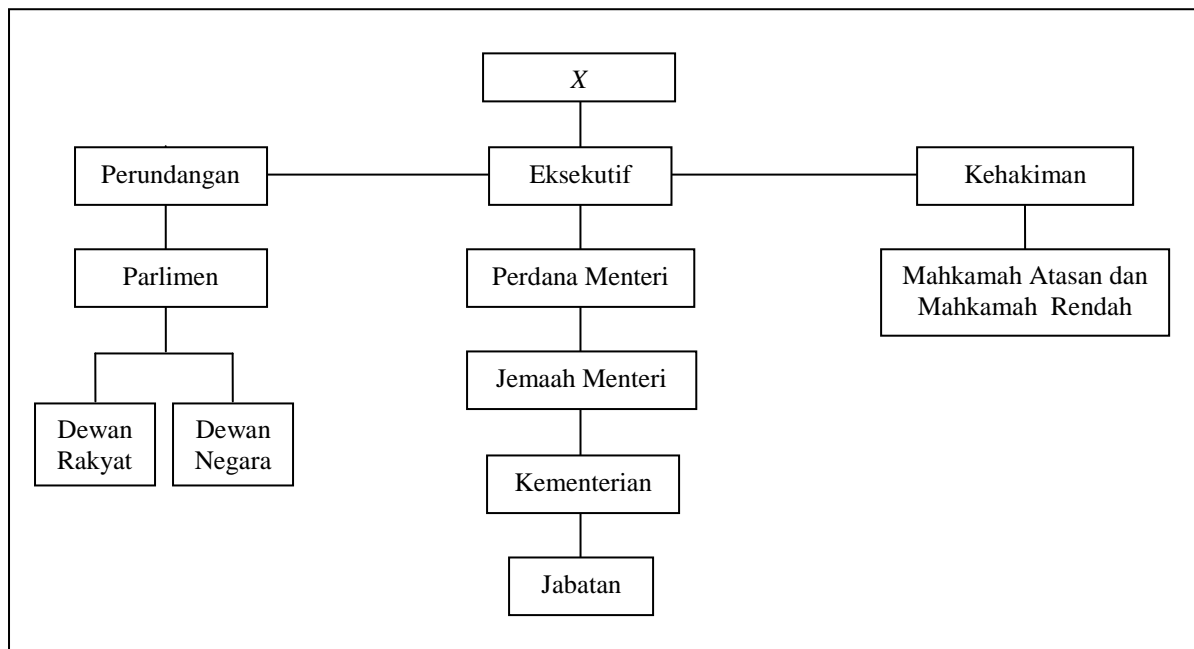 X
Perundangan
Eksekutif
Kehakiman
Parlimen
Perdana Menteri
Mahkamah Atasan dan
Mahkamah Rendah
Jemaah Menteri
Dewan
Rakyat
Dewan
Negara
Kementerian
Jabatan